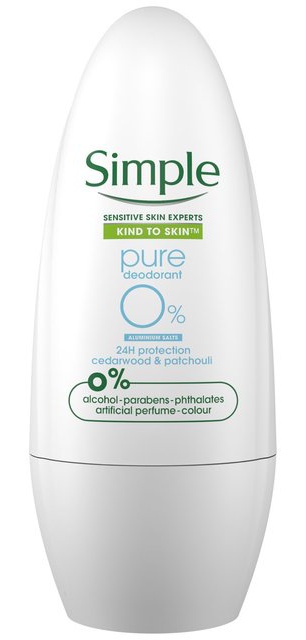 Simple
SENSITIVE SKIN EXPERTS
KIND TO SKIN™
pure
deodorant
0%
ALUMINIUM SALTS
24H protection
cedarwood & patchouli
0%
alcohol-parabens-phthalates
artificial perfume-colour